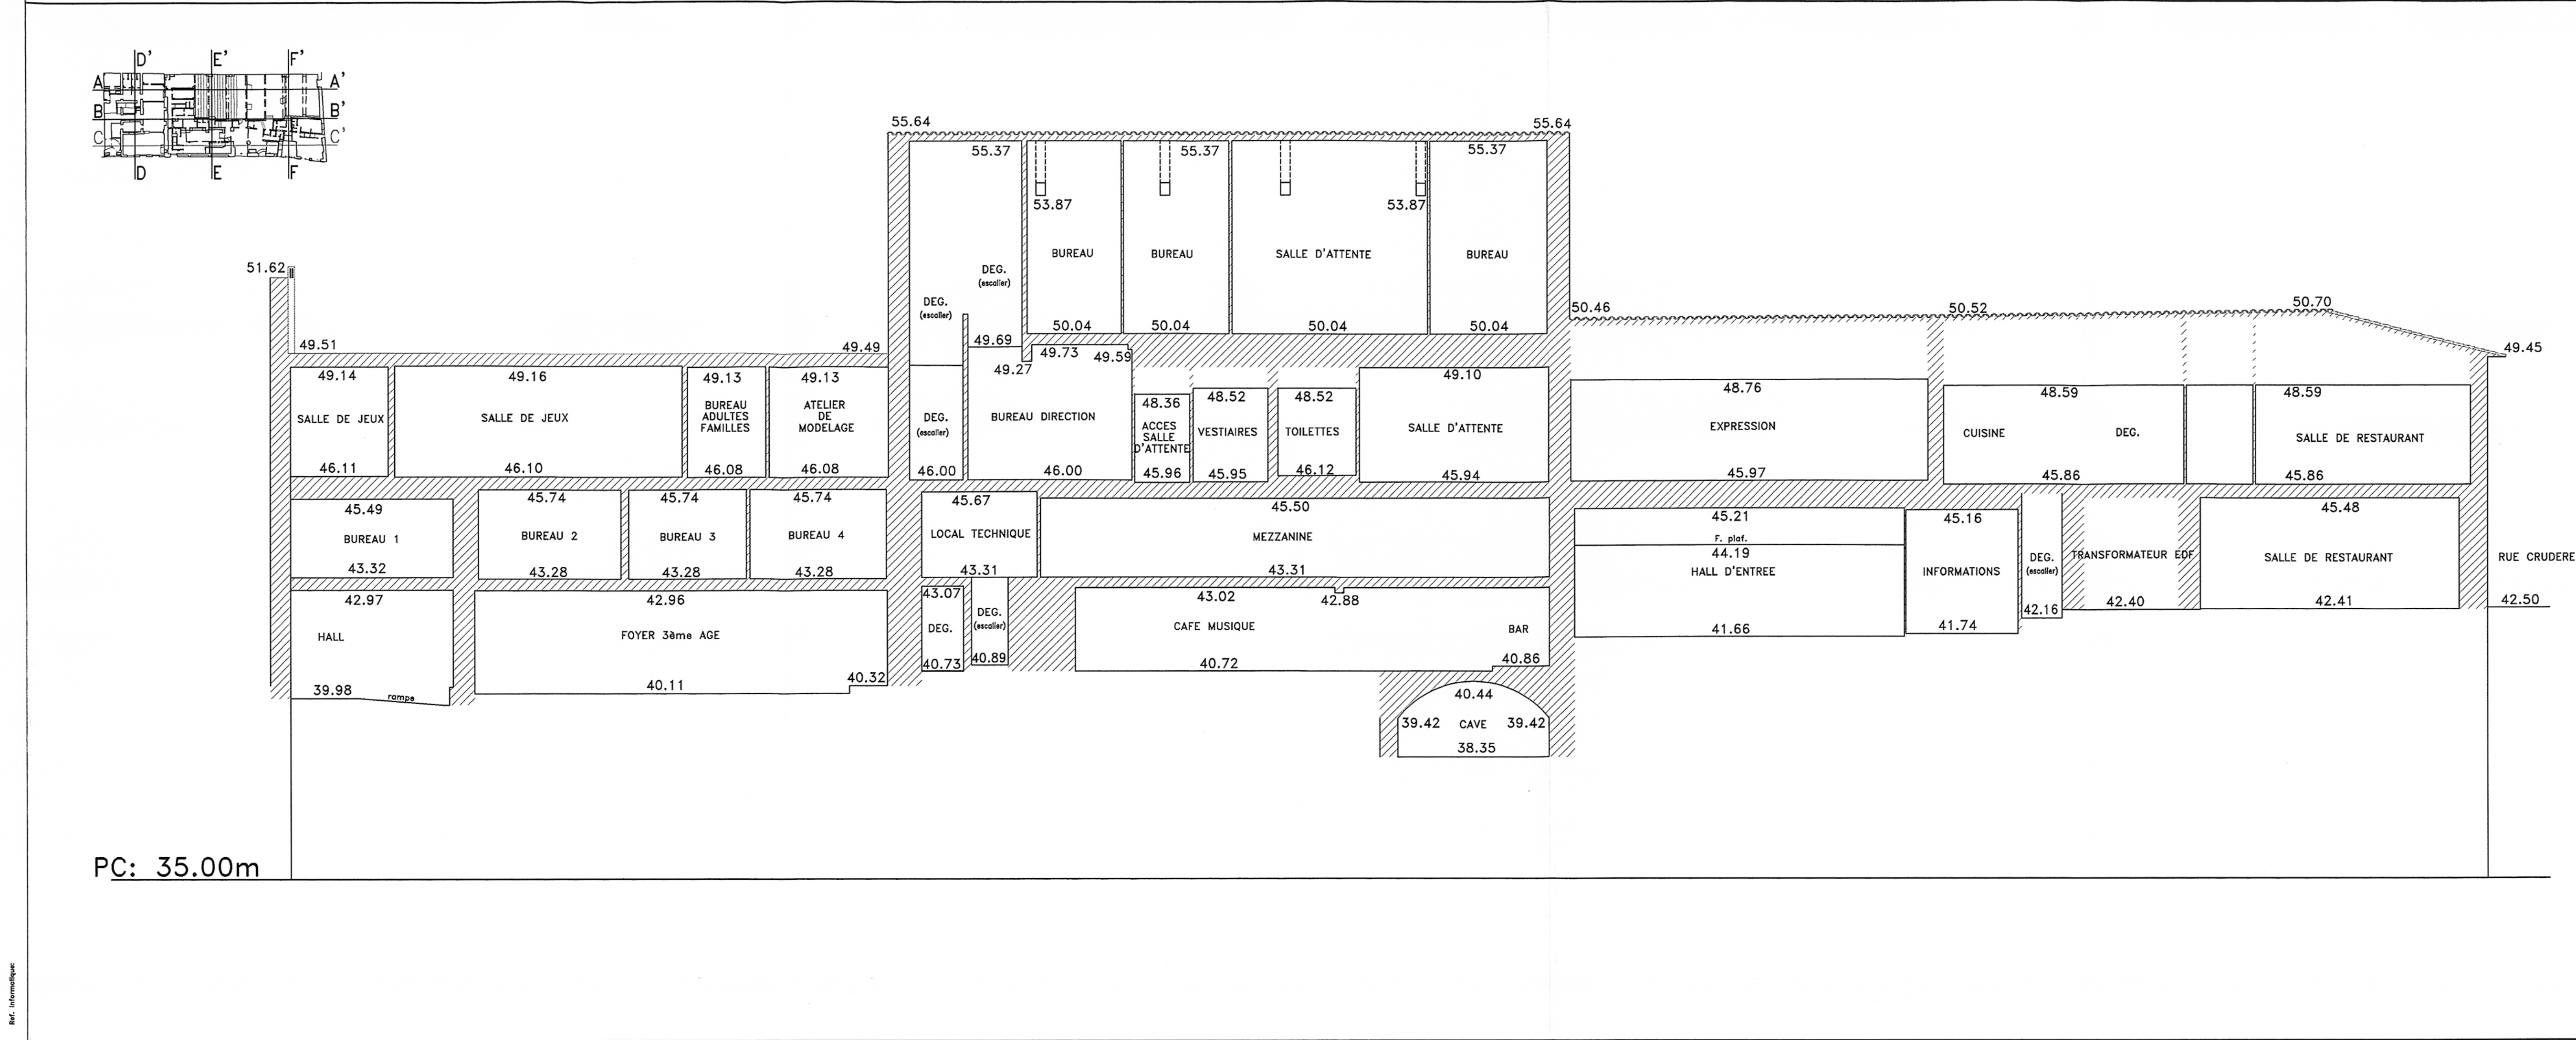 D' E' F'
A A'
B B'
C C'
D E F
55.64 55.64
55.37 55.37 55.37
53.87 53.87
BUREAU BUREAU SALLE D'ATTENTE BUREAU
DEG.
(escalier)
DEG.
(escalier)
51.62
50.04 50.04 50.04 50.04
50.46 50.52 50.70
49.51 49.49
49.69
49.73 49.59
49.27
49.45
49.14 49.16 49.13 49.13
SALLE DE JEUX
SALLE DE JEUX
BUREAU
ADULTES
FAMILLES
ATELIER
DE
MODELAGE
46.11 46.10 46.08 46.08
DEG.
(escalier)
46.00
BUREAU DIRECTION
46.00
48.36
ACCES
SALLE
D'ATTENTE
45.96
48.52
VESTIAIRES
45.95
48.52
TOILETTES
46.12
49.10
SALLE D'ATTENTE
45.94
48.76
EXPRESSION
45.97
48.59
CUISINE DEG.
45.86
48.59
SALLE DE RESTAURANT
45.86
45.49
BUREAU 1
43.32
45.74
BUREAU 2
43.28
45.74
BUREAU 3
43.28
45.74
BUREAU 4
43.28
45.67
LOCAL TECHNIQUE
43.31
45.50
MEZZANINE
43.31
45.21
F. plaf.
44.19
HALL D'ENTREE
41.66
45.16
INFORMATIONS
41.74
DEG.
(escalier)
42.16
TRANSFORMATEUR EDF
42.40
45.48
SALLE DE RESTAURANT
42.41
RUE CRUDERE
42.50
42.97
HALL
39.98
rampe
42.96
FOYER 3ème AGE
40.11
40.32
43.07
DEG.
40.73
DEG.
(escalier)
40.89
43.02 42.88
CAFE MUSIQUE BAR
40.72 40.86
40.44
39.42 CAVE 39.42
38.35
PC: 35.00m
Ref. Informatique: